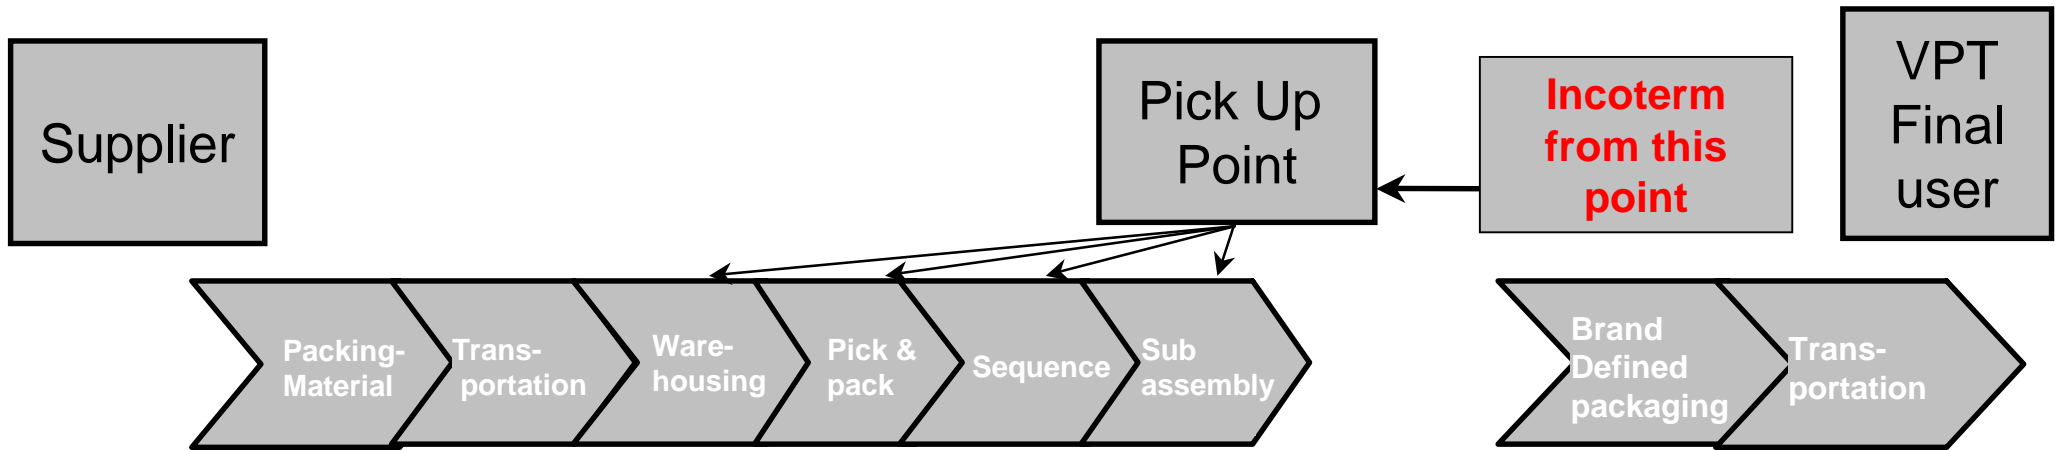 Supplier
Pick Up
Point
Incoterm
from this
point
VPT
Final
user
Packing-
Material
Trans-
portation
Ware-
housing
Pick &
pack
Sequence
Sub
assembly
Brand
Defined
packaging
Trans-
portation